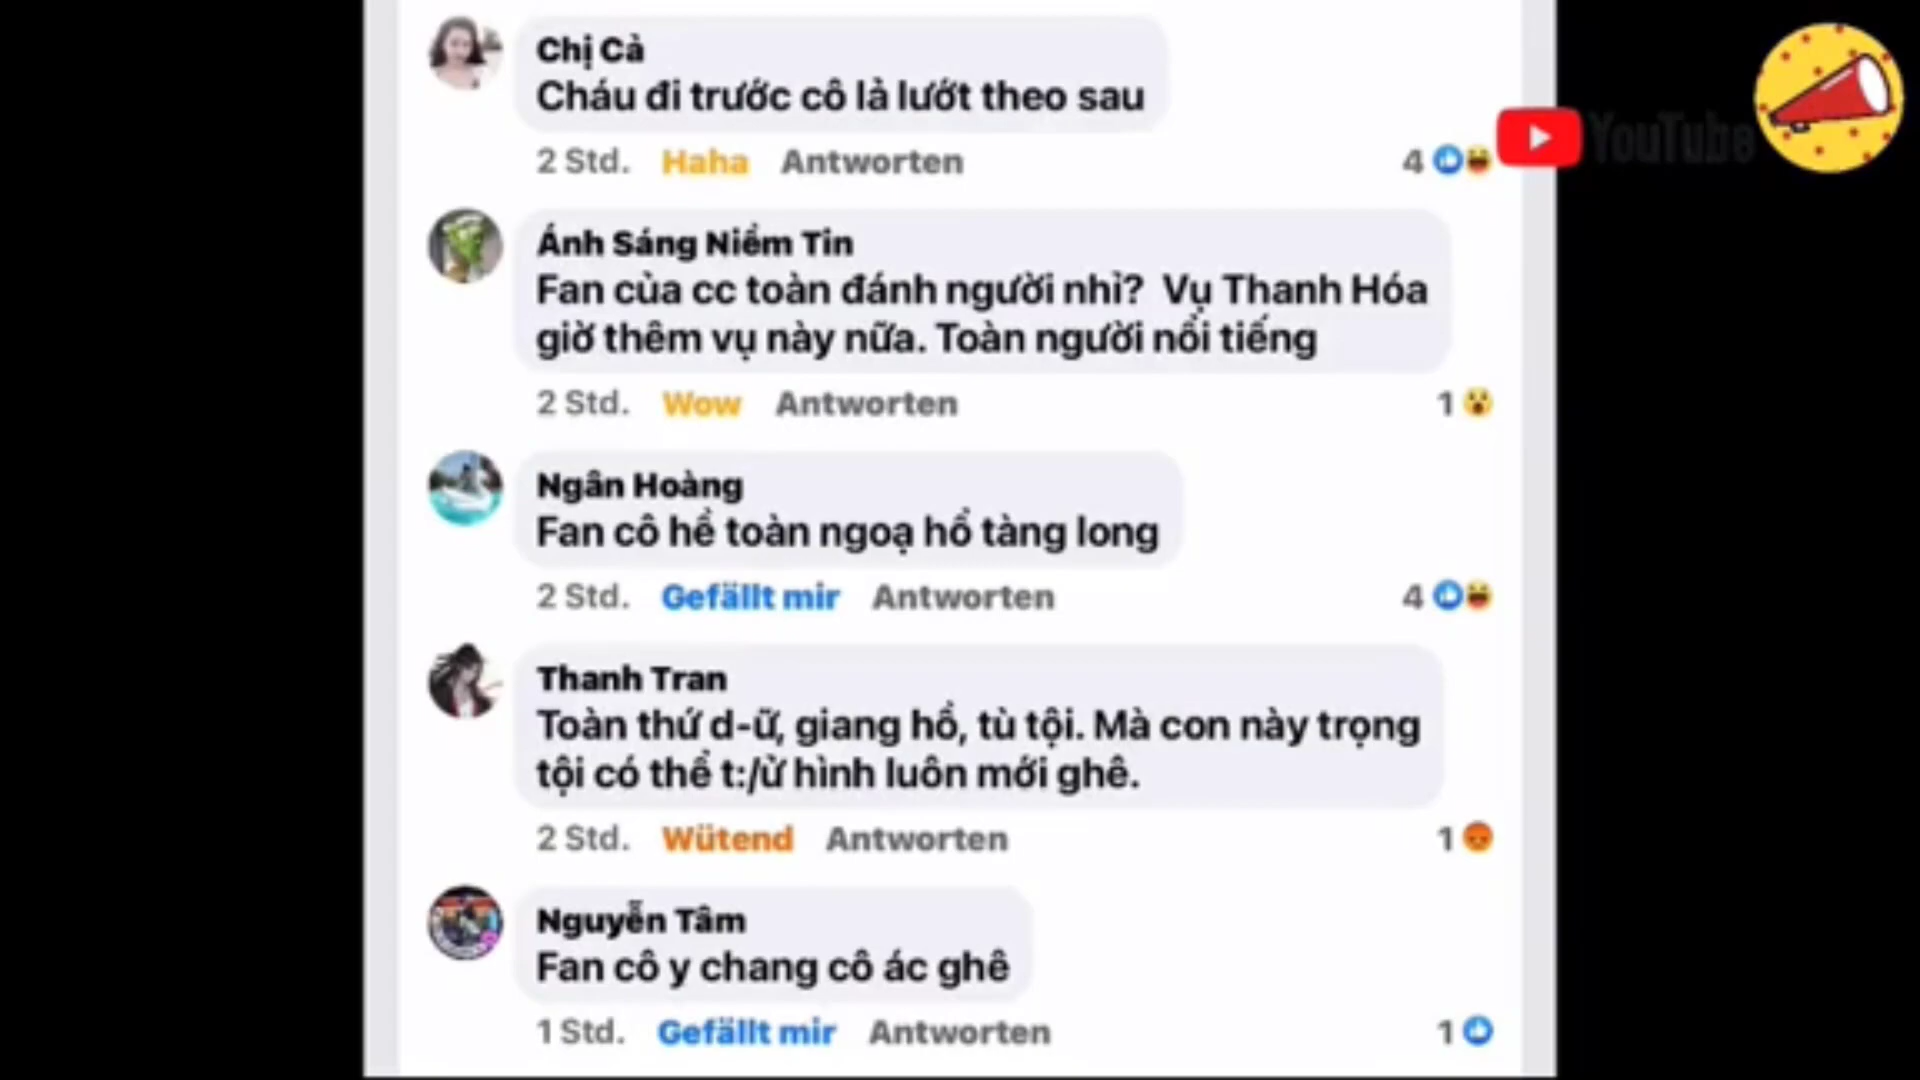 Chị Cả
Cháu đi trước cô lả lướt theo sau
2 Std. Haha Antworten 4
YouTube
Ánh Sáng Niềm Tin
Fan của cc toàn đánh người nhỉ? Vụ Thanh Hóa
giờ thêm vụ này nữa. Toàn người nổi tiếng
2 Std. Wow Antworten 1
Ngân Hoàng
Fan cô hề toàn ngoạ hổ tàng long
2 Std. Gefällt mir Antworten 4
Thanh Tran
Toàn thứ d-ữ, giang hồ, tù tội. Mà con này trọng
tội có thể t:/ử hình luôn mới ghê.
2 Std. Wütend Antworten 1
Nguyễn Tâm
Fan cô y chang cô ác ghê
1 Std. Gefällt mir Antworten 1